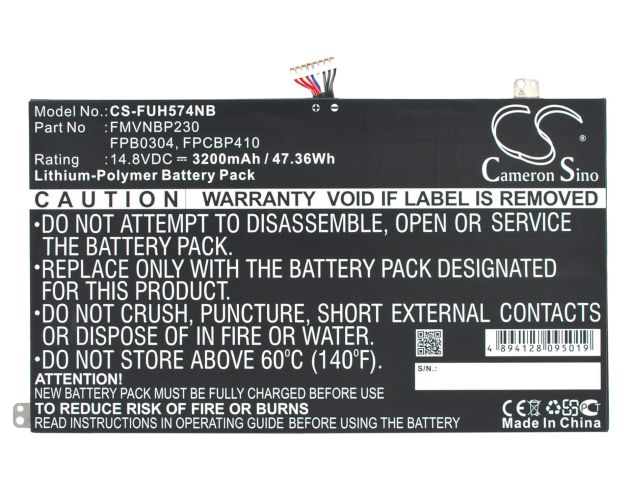 Model No.: CS-FUH574NB
Part No : FMVNBP230
FPB0304, FPCBP410
Rating : 14.8VDC ⎓ 3200mAh / 47.36Wh
Lithium-Polymer Battery Pack
CS
Cameron Sino
CAUTION WARRANTY VOID IF LABEL IS REMOVED
•DO NOT ATTEMPT TO DISASSEMBLE, OPEN OR SERVICE
THE BATTERY PACK.
•REPLACE ONLY WITH THE BATTERY PACK DESIGNATED
FOR THIS PRODUCT.
•DO NOT CRUSH, PUNCTURE, SHORT EXTERNAL CONTACTS
OR DISPOSE OF IN FIRE OR WATER.
•DO NOT STORE ABOVE 60°C (140°F).
4 894128 095019
S/N.:
ATTENTION!
NEW BATTERY PACK MUST BE FULLY CHARGED BEFORE INITIAL USE
TO REDUCE RISK OF FIRE OR BURNS
READ MANUFACTURERS INSTRUCTIONS BEFORE USING BATTERY
CE
Made In China